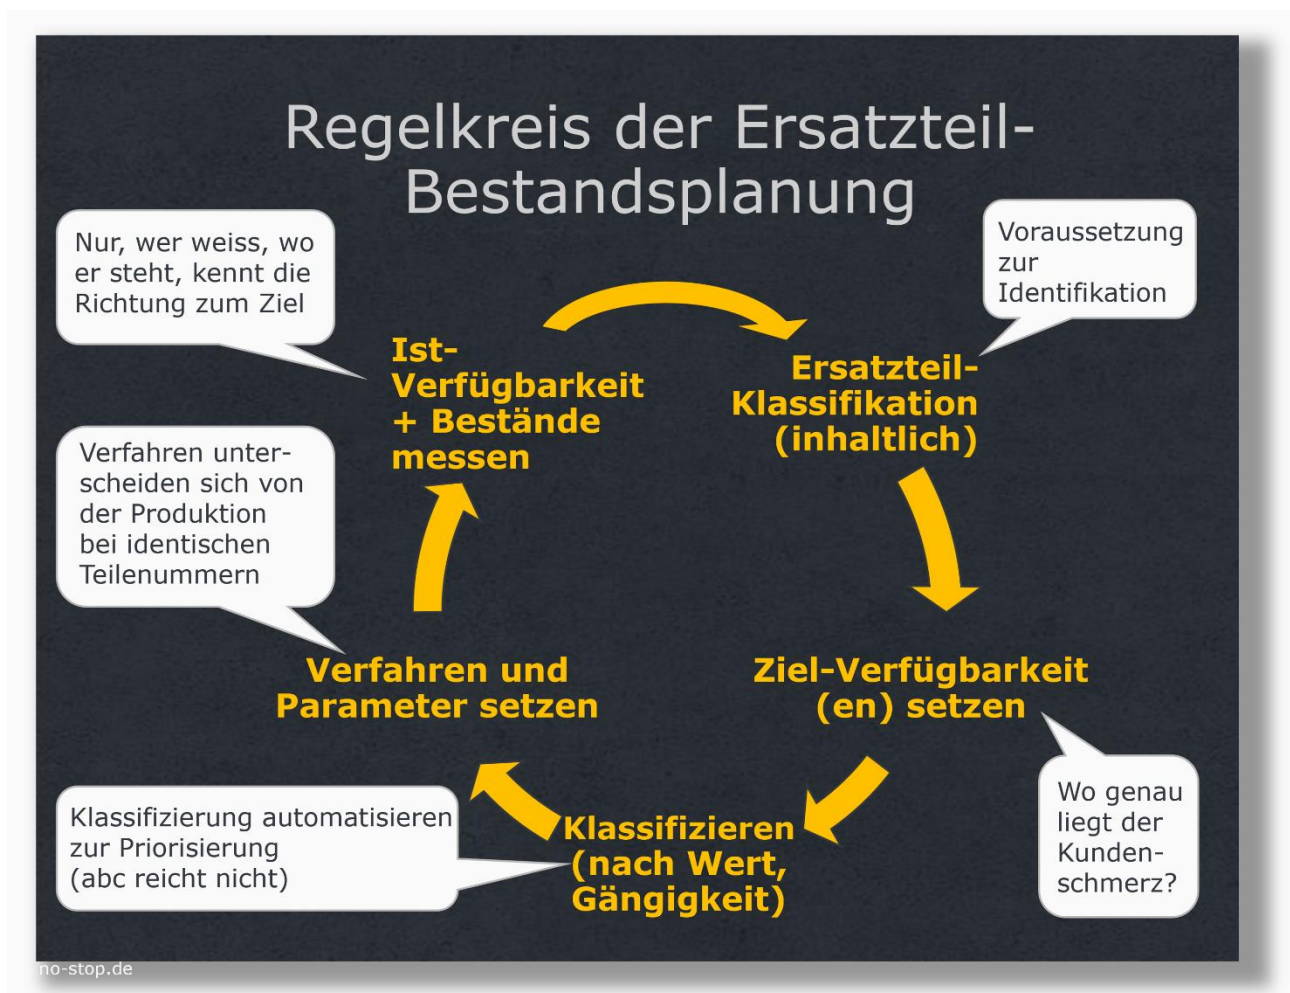 Regelkreis der Ersatzteil-
Bestandsplanung
Nur, wer weiss, wo
er steht, kennt die
Richtung zum Ziel
Voraussetzung
zur
Identifikation
Ist-
Verfügbarkeit
+ Bestände
messen
Ersatzteil-
Klassifikation
(inhaltlich)
Verfahren unter-
scheiden sich von
der Produktion
bei identischen
Teilenummern
Verfahren und
Parameter setzen
Ziel-Verfügbarkeit
(en) setzen
Wo genau
liegt der
Kunden-
schmerz?
Klassifizierung automatisieren
zur Priorisierung
(abc reicht nicht)
Klassifizieren
(nach Wert,
Gängigkeit)
no-stop.de